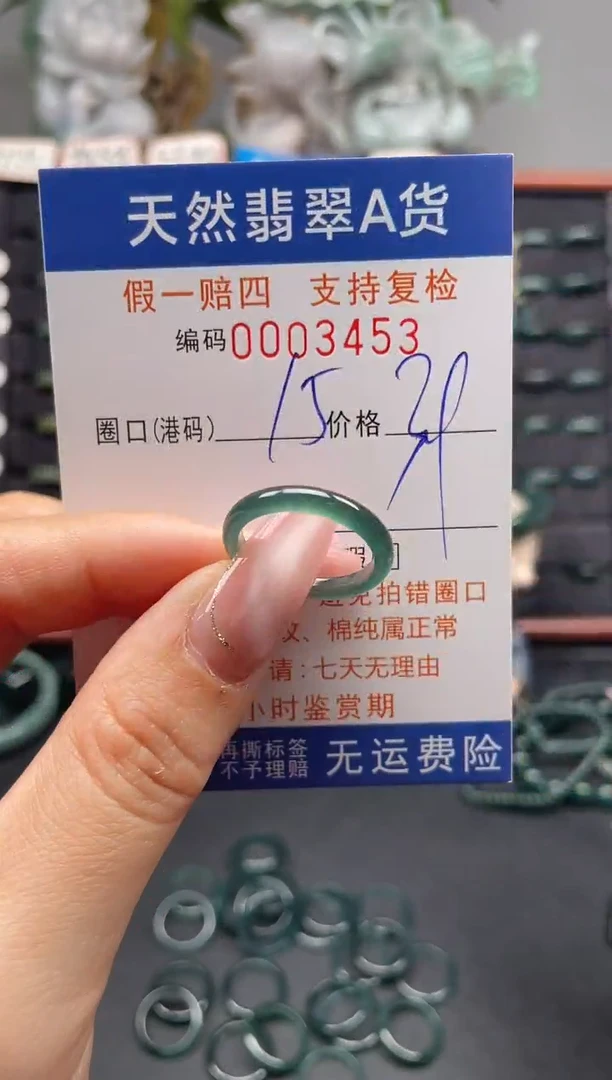 天然翡翠A货
假一赔四 支持复检
编码0003453
圈口(港码) 15 价格
避免拍错圈口
纹、棉纯属正常
请:七天无理由
小时鉴赏期
再撕标签
不予理赔
无运费险